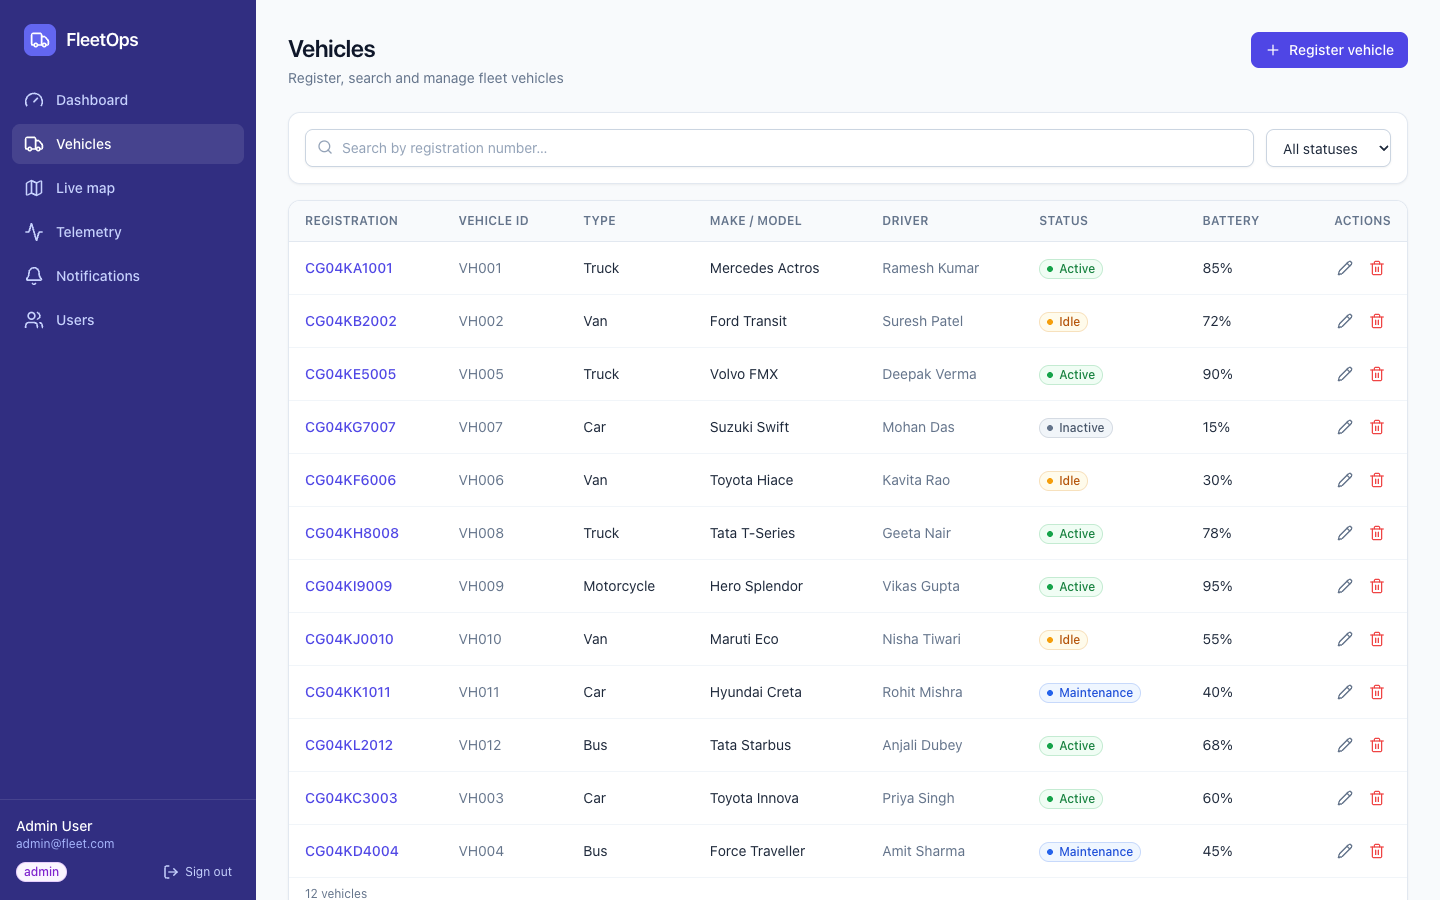 FleetOps
Dashboard
Vehicles
Live map
Telemetry
Notifications
Users
Admin User
admin@fleet.com
admin
Sign out
Vehicles
Register, search and manage fleet vehicles
Register vehicle
Search by registration number...
All statuses
REGISTRATION VEHICLE ID TYPE MAKE / MODEL DRIVER STATUS BATTERY ACTIONS
CG04KA1001 VH001 Truck Mercedes Actros Ramesh Kumar Active 85%
CG04KB2002 VH002 Van Ford Transit Suresh Patel Idle 72%
CG04KE5005 VH005 Truck Volvo FMX Deepak Verma Active 90%
CG04KG7007 VH007 Car Suzuki Swift Mohan Das Inactive 15%
CG04KF6006 VH006 Van Toyota Hiace Kavita Rao Idle 30%
CG04KH8008 VH008 Truck Tata T-Series Geeta Nair Active 78%
CG04KI9009 VH009 Motorcycle Hero Splendor Vikas Gupta Active 95%
CG04KJ0010 VH010 Van Maruti Eco Nisha Tiwari Idle 55%
CG04KK1011 VH011 Car Hyundai Creta Rohit Mishra Maintenance 40%
CG04KL2012 VH012 Bus Tata Starbus Anjali Dubey Active 68%
CG04KC3003 VH003 Car Toyota Innova Priya Singh Active 60%
CG04KD4004 VH004 Bus Force Traveller Amit Sharma Maintenance 45%
12 vehicles